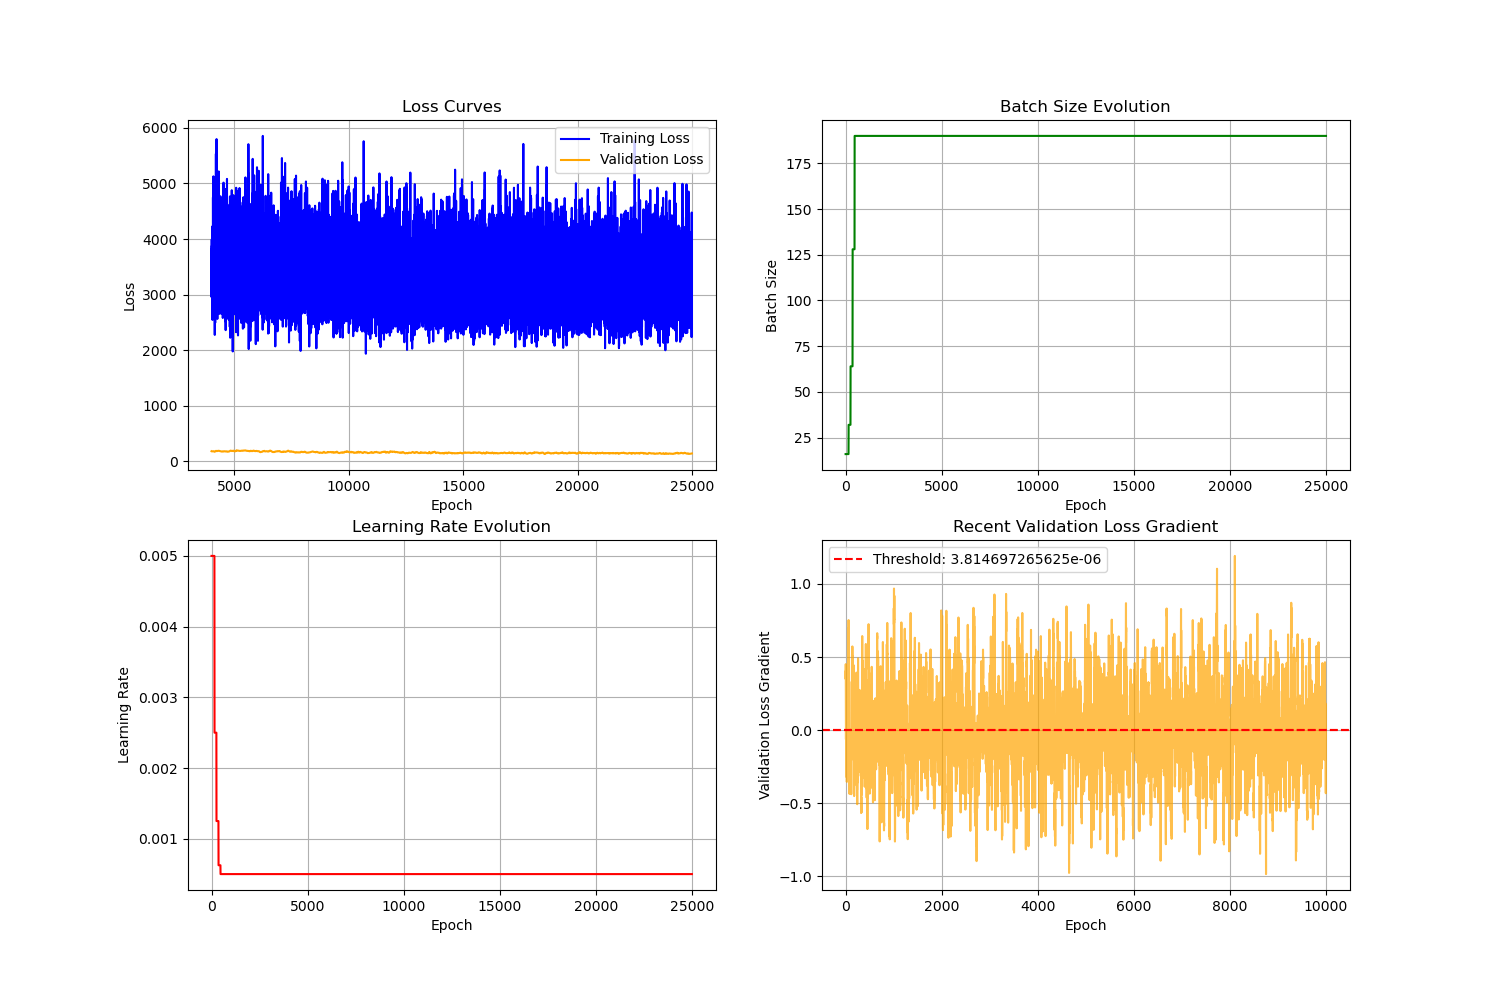 Loss Curves
6000
5000
4000
3000
2000
1000
0
Loss
Training Loss
Validation Loss
5000 10000 15000 20000 25000
Epoch
Batch Size Evolution
175
150
125
100
75
50
25
Batch Size
0 5000 10000 15000 20000 25000
Epoch
Learning Rate Evolution
0.005
0.004
0.003
0.002
0.001
Learning Rate
0 5000 10000 15000 20000 25000
Epoch
Recent Validation Loss Gradient
Threshold: 3.814697265625e-06
1.0
0.5
0.0
−0.5
−1.0
Validation Loss Gradient
0 2000 4000 6000 8000 10000
Epoch